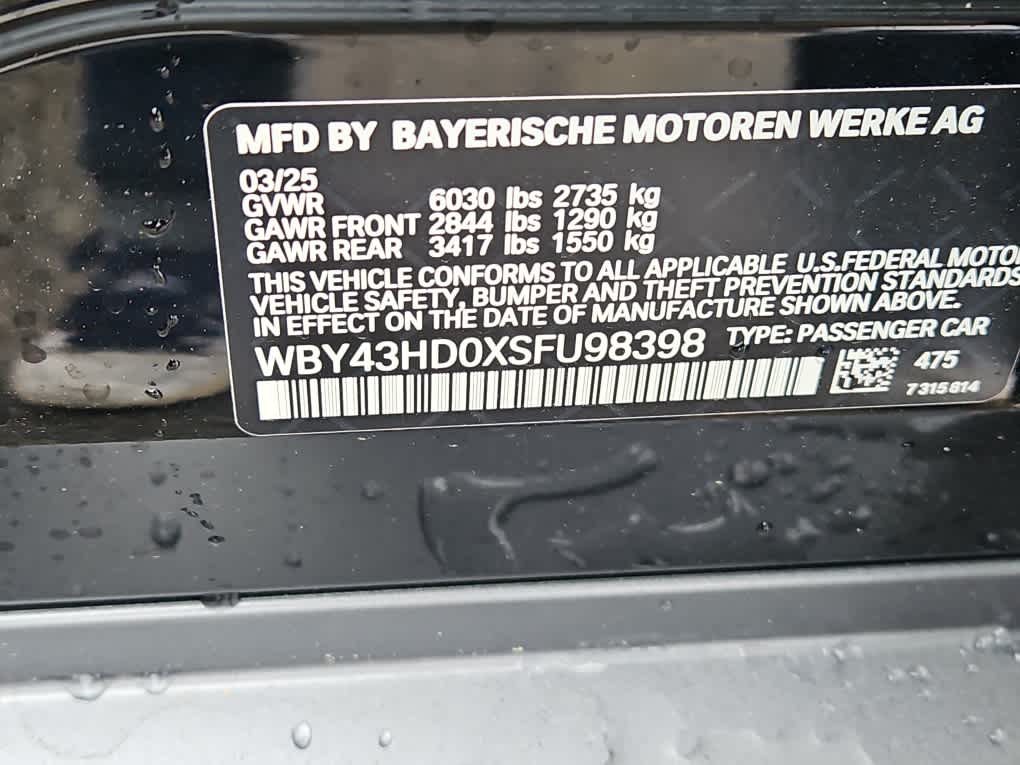 MFD BY BAYERISCHE MOTOREN WERKE AG
03/25
GVWR 6030 lbs 2735 kg
GAWR FRONT 2844 lbs 1290 kg
GAWR REAR 3417 lbs 1550 kg
THIS VEHICLE CONFORMS TO ALL APPLICABLE U.S.FEDERAL MOTO
VEHICLE SAFETY, BUMPER AND THEFT PREVENTION STANDARDS
IN EFFECT ON THE DATE OF MANUFACTURE SHOWN ABOVE.
WBY43HD0XSFU98398 TYPE: PASSENGER CAR
475
7315814